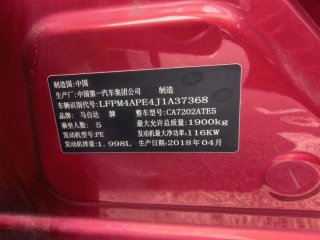 制造国:中国
生产厂:中国第一汽车集团公司 制造
车辆识别代号:LFPM4APE4J1A37368
品 牌:马自达 牌 整车型号:CA7202ATE5
乘坐人数:5 最大允许总质量:1900kg
发动机型号:PE 发动机最大净功率:116KW
发动机排量:1.998L 生产日期:2018年04月